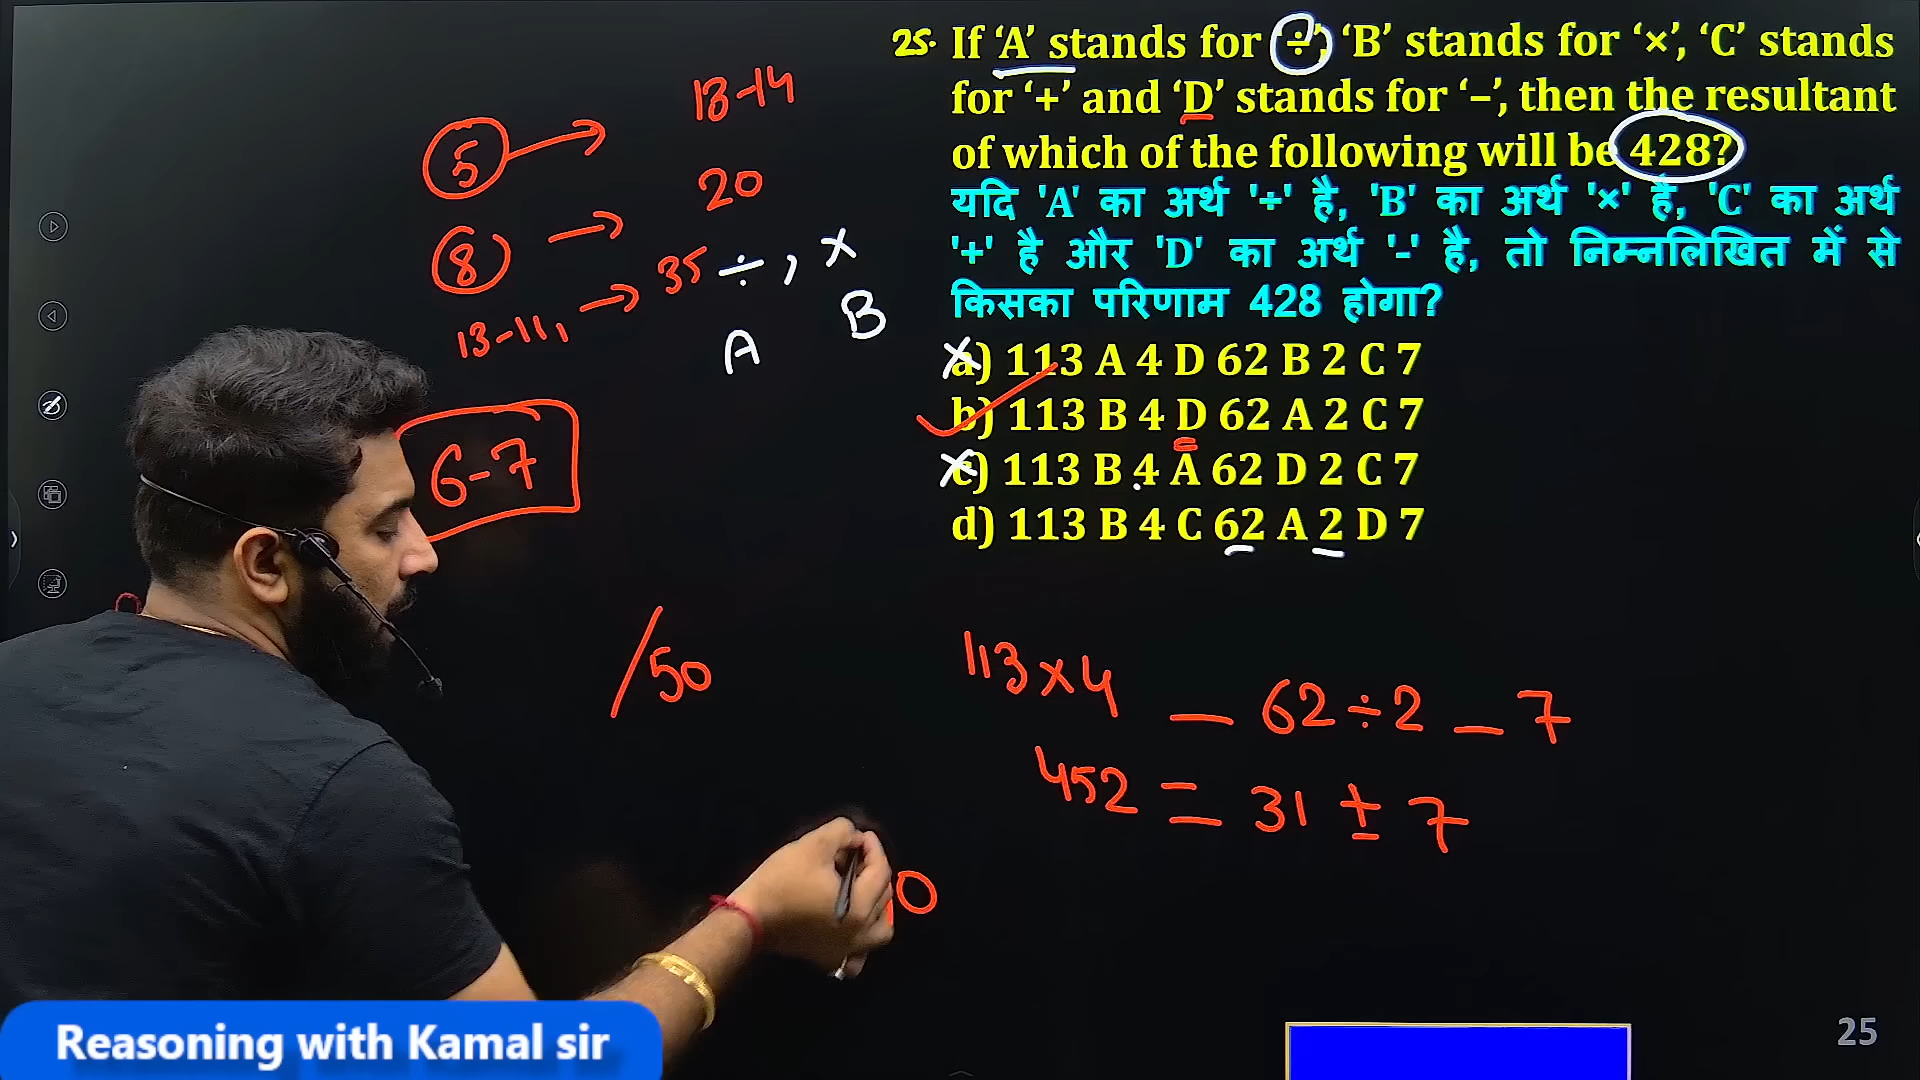 25. If ‘A’ stands for ‘÷’, ‘B’ stands for ‘×’, ‘C’ stands
for ‘+’ and ‘D’ stands for ‘–’, then the resultant
of which of the following will be 428?
यदि 'A' का अर्थ '÷' है, 'B' का अर्थ '×' है, 'C' का अर्थ
'+' है और 'D' का अर्थ '-' है, तो निम्नलिखित में से
किसका परिणाम 428 होगा?
a) 113 A 4 D 62 B 2 C 7
b) 113 B 4 D 62 A 2 C 7
c) 113 B 4 A 62 D 2 C 7
d) 113 B 4 C 62 A 2 D 7
13-14
5
20
8
35 ÷ , ×
13-11,
A B
6-7
/50
113×4 – 62÷2 – 7
452 = 31 ± 7
0
Reasoning with Kamal sir
25